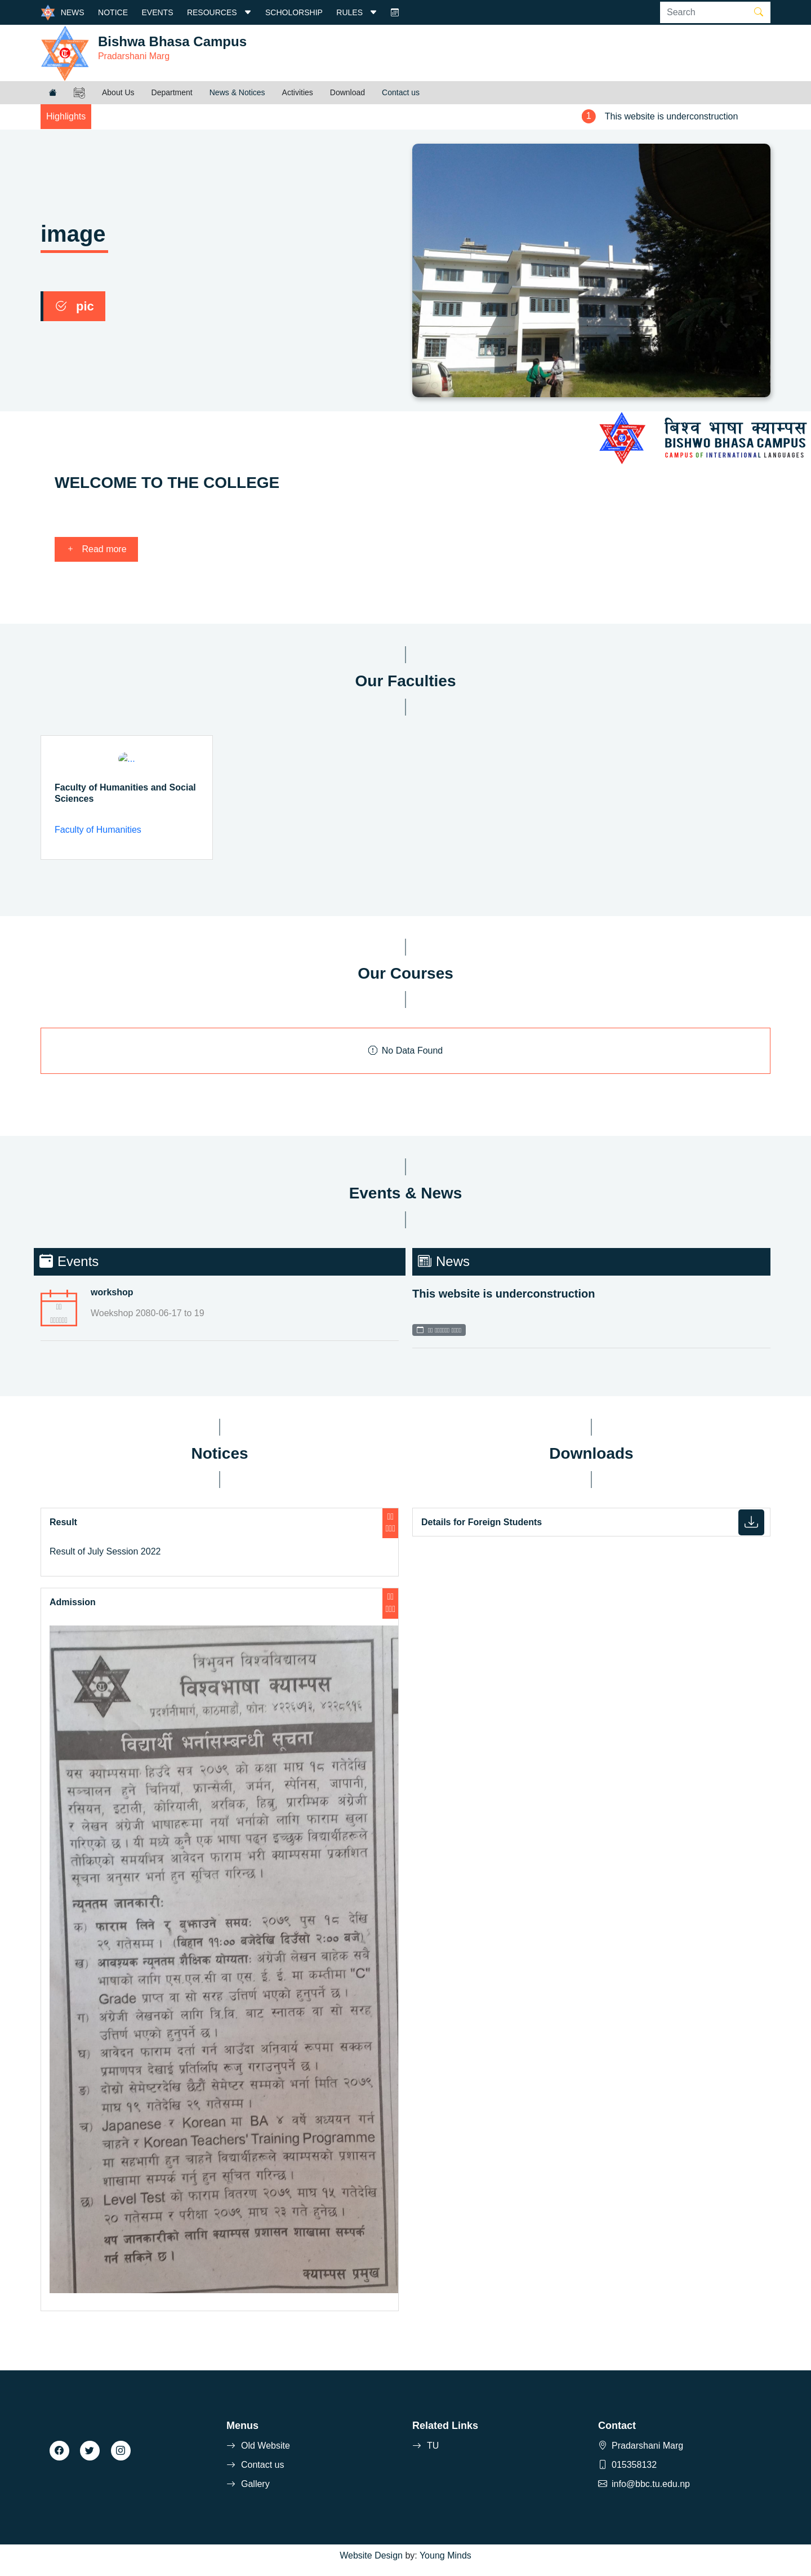 NEWS NOTICE EVENTS RESOURCES SCHOLORSHIP RULES Search
Bishwa Bhasa Campus
Pradarshani Marg
About Us Department News & Notices Activities Download Contact us
Highlights 1 This website is underconstruction
image
pic
बिश्व भाषा क्याम्पस
BISHWO BHASA CAMPUS
CAMPUS OF INTERNATIONAL LANGUAGES
WELCOME TO THE COLLEGE
Read more
Our Faculties
...
Faculty of Humanities and Social
Sciences
Faculty of Humanities
Our Courses
No Data Found
Events & News
Events
workshop
Woekshop 2080-06-17 to 19
News
This website is underconstruction
Notices
Result
Result of July Session 2022
Admission
त्रिभुवन विश्वविद्यालय
विश्वभाषा क्याम्पस
प्रदर्शनीमार्ग, काठमाडौं, फोन: ४२२६७१३, ४२२८९१६
विद्यार्थी भर्नासम्बन्धी सूचना
यस क्याम्पसमा हिउँदे सत्र २०७९ को कक्षा माघ १८ गतेदेखि
सञ्चालन हुने चिनियाँ, फ्रान्सेली, जर्मन, स्पेनिस, जापानी,
रसियन, इटाली, कोरियाली, अरबिक, हिब्रू, प्रारम्भिक अंग्रेजी
र लेखन अंग्रेजी भाषाहरूमा नयाँ भर्नाको लागि फाराम खुला
गरिएको छ । यी मध्ये कुनै एक भाषा पढ्न इच्छुक विद्यार्थीहरूले
तोकिएको समयभित्र आवेदन फाराम भरी यस क्याम्पसमा प्रकाशित
सूचना अनुसार भर्ना हुन सूचित गरिन्छ ।
न्यूनतम जानकारी:
क) फाराम लिने र बुझाउने समय: २०७९ पुस १८ देखि
२९ गतेसम्म । (बिहान ११:०० बजेदेखि दिउँसो २:०० बजे)
ख) आवश्यक न्यूनतम शैक्षिक योग्यता: अंग्रेजी लेखन बाहेक सबै
भाषाको लागि एस.एल.सी वा एस. ई. ई. मा कम्तीमा "C"
Grade प्राप्त वा सो सरह उत्तिर्ण भएको हुनुपर्ने छ ।
ग) अंग्रेजी लेखनको लागि त्रि.वि. बाट स्नातक वा सो सरह
उत्तिर्ण भएको हुनुपर्ने छ ।
घ) आवेदन फाराम भर्दा उल्लेखित आवश्यक सम्पूर्ण सक्कल
प्रमाणपत्र देखाई प्रतिलिपि रूजु गराउनुपर्ने छ ।
ङ) दोस्रो सेमेष्टरदेखि छैटौं सेमेष्टर सम्मको भर्ना मिति २०७९
माघ १९ गतेदेखि २९ गतेसम्म ।
च) Japanese र Korean BA ४ वर्षे अध्ययन गर्न
चाहने र Korean Teachers' Training Programme
मा सहभागी हुन चाहने विद्यार्थीहरूले क्याम्पसको प्रशासन
शाखामा सम्पर्क गर्नु हुन सूचित गरिन्छ ।
छ) Level Test को फाराम वितरण २०७९ माघ १५ गतेदेखि
२० गतेसम्म र परीक्षा २०७९ माघ २३ गते हुनेछ ।
थप जानकारीको लागि क्याम्पस प्रशासन शाखामा सम्पर्क
गर्न सकिने छ ।
क्याम्पस प्रमुख
Downloads
Details for Foreign Students
Menus
Old Website
Contact us
Gallery
Related Links
TU
Contact
Pradarshani Marg
015358132
info@bbc.tu.edu.np
Website Design by: Young Minds